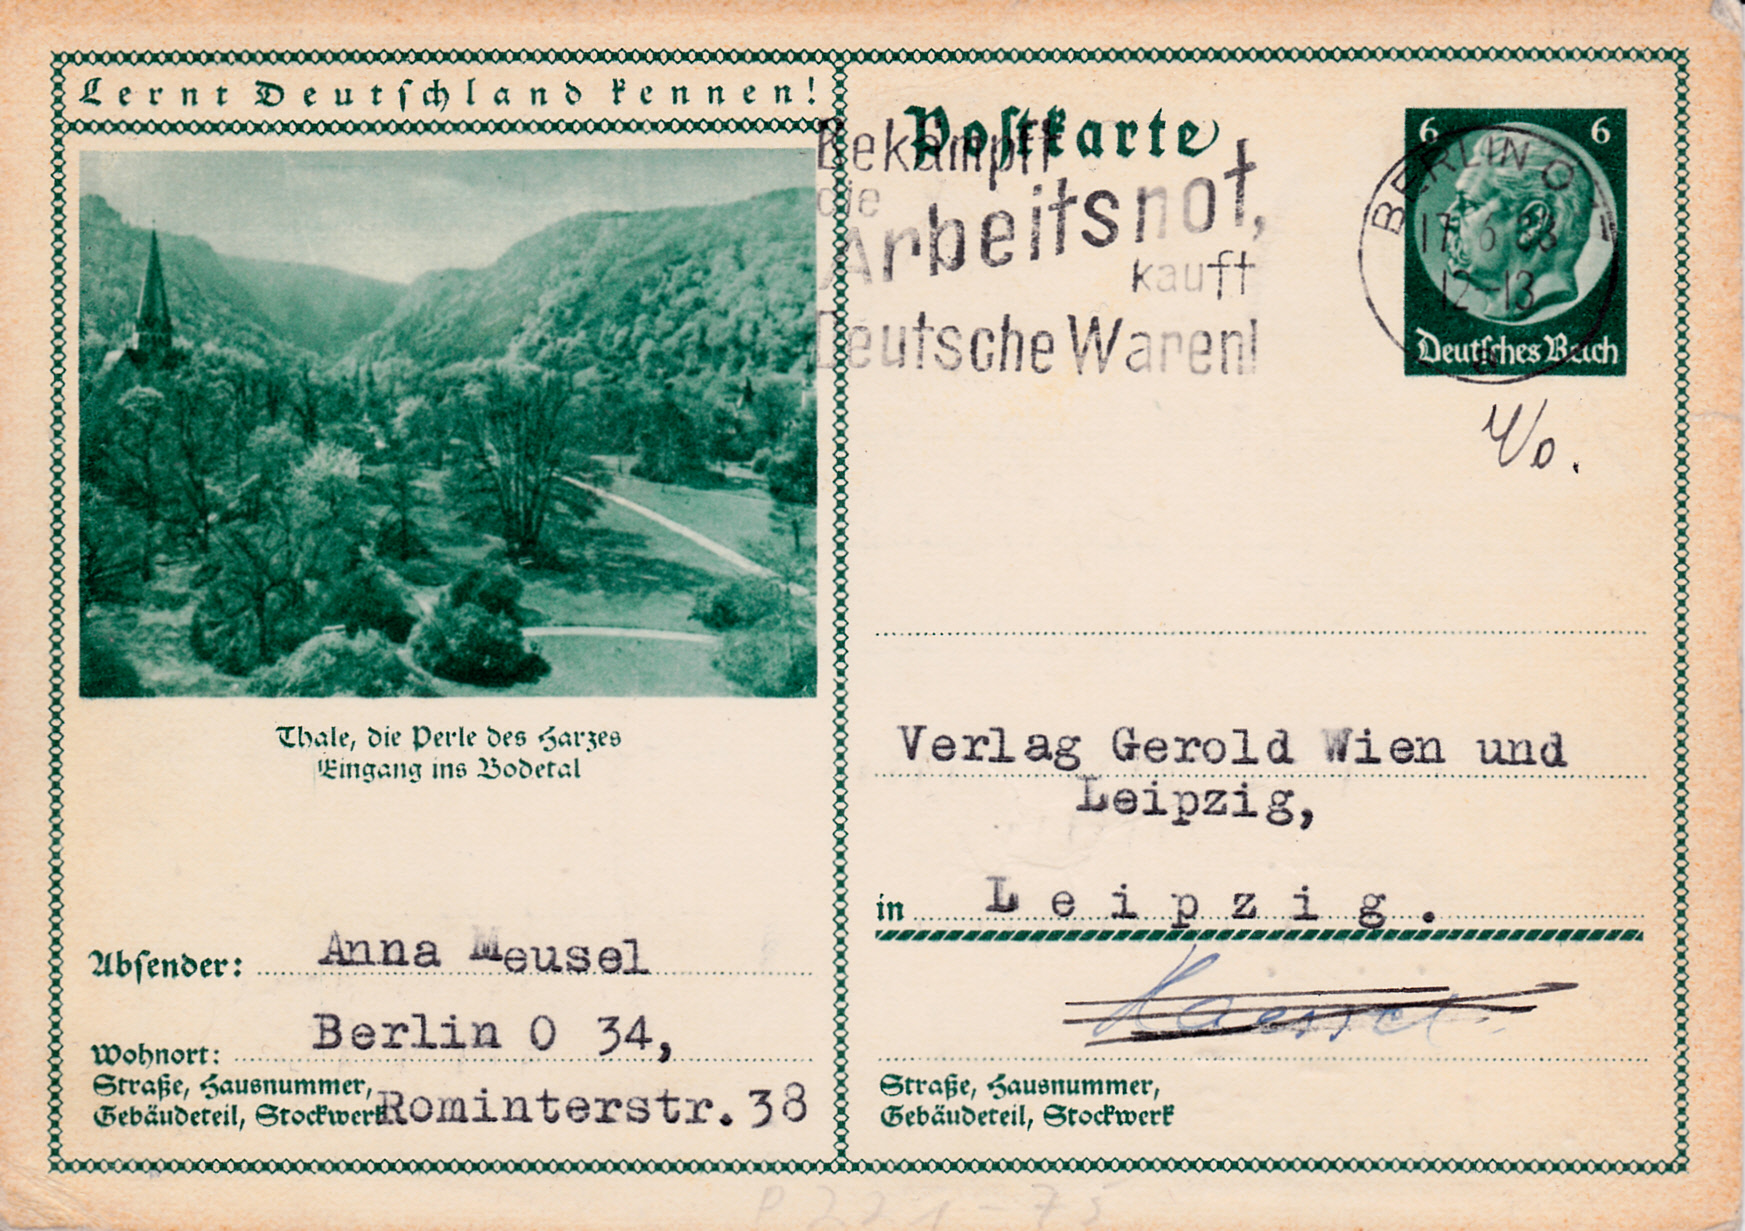 Lernt Deutschland kennen!
Thale, die Perle des Harzes
Eingang ins Bodetal
Absender: Anna Meusel
Wohnort: Berlin O 34,
Straße, Hausnummer,
Gebäudeteil, Stockwerk Rominterstr.38
Postkarte
Bekämpft
die
Arbeitsnot,
kauft
Deutsche Waren!
6 6
BERLIN O
17.6.33
12-13
a
Deutsches Reich
Verlag Gerold Wien und
Leipzig,
in Leipzig.
Straße, Hausnummer,
Gebäudeteil, Stockwerk
P 221-75